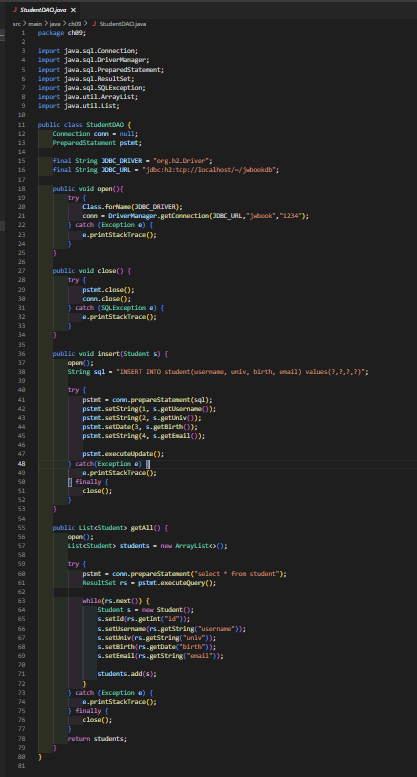 StudentDAO.java ×
src > main > java > ch09 > J StudentDAO.java
1 package ch09;
2
3 import java.sql.Connection;
4 import java.sql.DriverManager;
5 import java.sql.PreparedStatement;
6 import java.sql.ResultSet;
7 import java.sql.SQLException;
8 import java.util.ArrayList;
9 import java.util.List;
10
11 public class StudentDAO {
12 Connection conn = null;
13 PreparedStatement pstmt;
14
15 final String JDBC_DRIVER = "org.h2.Driver";
16 final String JDBC_URL = "jdbc:h2:tcp://localhost/~/jwbookdb";
17
18 public void open(){
19 try {
20 Class.forName(JDBC_DRIVER);
21 conn = DriverManager.getConnection(JDBC_URL,"jwbook","1234");
22 } catch (Exception e) {
23 e.printStackTrace();
24 }
25 }
26
27 public void close() {
28 try {
29 pstmt.close();
30 conn.close();
31 } catch (SQLException e) {
32 e.printStackTrace();
33 }
34 }
35
36 public void insert(Student s) {
37 open();
38 String sql = "INSERT INTO student(username, univ, birth, email) values(?,?,?,?)";
39
40 try {
41 pstmt = conn.prepareStatement(sql);
42 pstmt.setString(1, s.getUsername());
43 pstmt.setString(2, s.getUniv());
44 pstmt.setDate(3, s.getBirth());
45 pstmt.setString(4, s.getEmail());
46
47 pstmt.executeUpdate();
48 } catch(Exception e) {
49 e.printStackTrace();
50 } finally {
51 close();
52 }
53 }
54
55 public List<Student> getAll() {
56 open();
57 List<Student> students = new ArrayList<>();
58
59 try {
60 pstmt = conn.prepareStatement("select * from student");
61 ResultSet rs = pstmt.executeQuery();
62
63 while(rs.next()) {
64 Student s = new Student();
65 s.setId(rs.getInt("id"));
66 s.setUsername(rs.getString("username"));
67 s.setUniv(rs.getString("univ"));
68 s.setBirth(rs.getDate("birth"));
69 s.setEmail(rs.getString("email"));
70
71 students.add(s);
72 }
73 } catch (Exception e) {
74 e.printStackTrace();
75 } finally {
76 close();
77 }
78 return students;
79 }
80 }
81